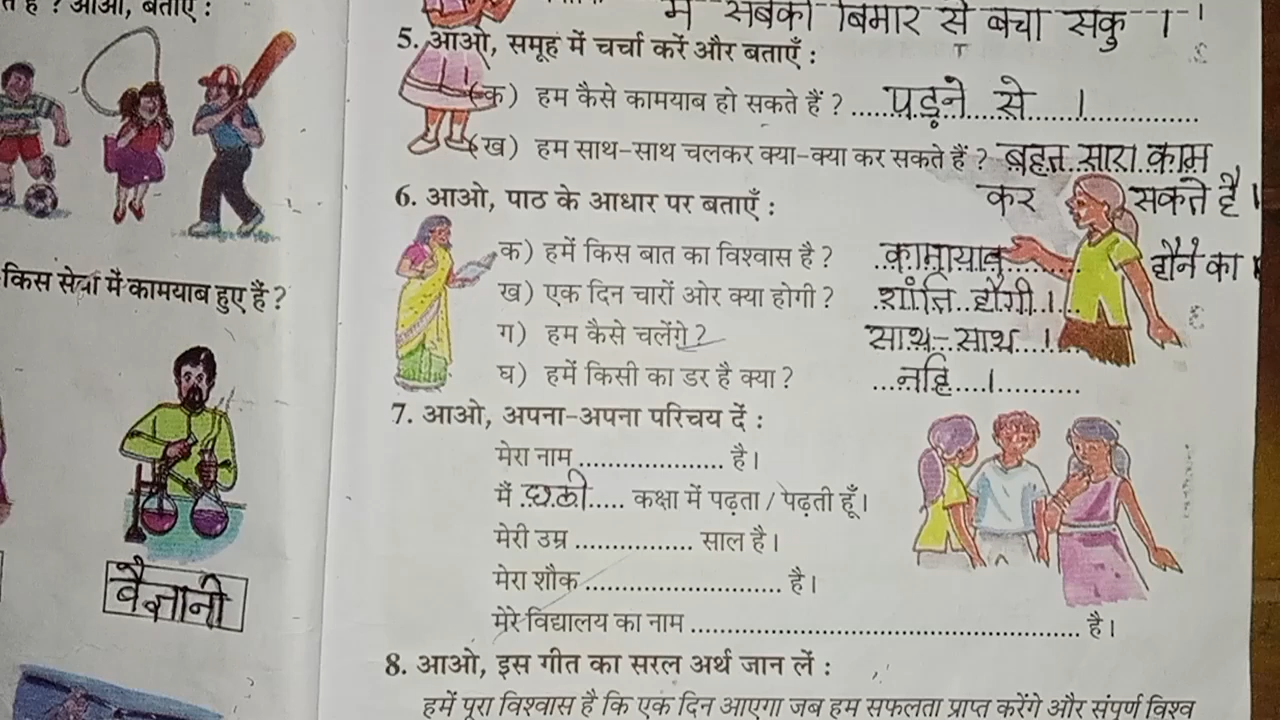 त है ? आओ, बताएँ :
किस सेवा में कामयाब हुए हैं ?
वैज्ञानी
में सबको बिमार से बचा सकु ।
5. आओ, समूह में चर्चा करें और बताएँ :
(क) हम कैसे कामयाब हो सकते हैं ? पड़ने से ।
(ख) हम साथ-साथ चलकर क्या-क्या कर सकते हैं ? बहत सारा काम
कर सकते है ।
6. आओ, पाठ के आधार पर बताएँ :
क) हमें किस बात का विश्वास है ? कामायाब होने का ।
ख) एक दिन चारों ओर क्या होगी ? शांति होगी ।
ग) हम कैसे चलेंगे ? साथ-साथ ।
घ) हमें किसी का डर है क्या ? नहि ।
7. आओ, अपना-अपना परिचय दें :
मेरा नाम .................... है।
मैं छठी..... कक्षा में पढ़ता / पढ़ती हूँ।
मेरी उम्र ................ साल है।
मेरा शौक ........................... है।
मेरे विद्यालय का नाम ..................................................... है।
8. आओ, इस गीत का सरल अर्थ जान लें :
हमें पूरा विश्वास है कि एक दिन आएगा जब हम सफलता प्राप्त करेंगे और संपूर्ण विश्व